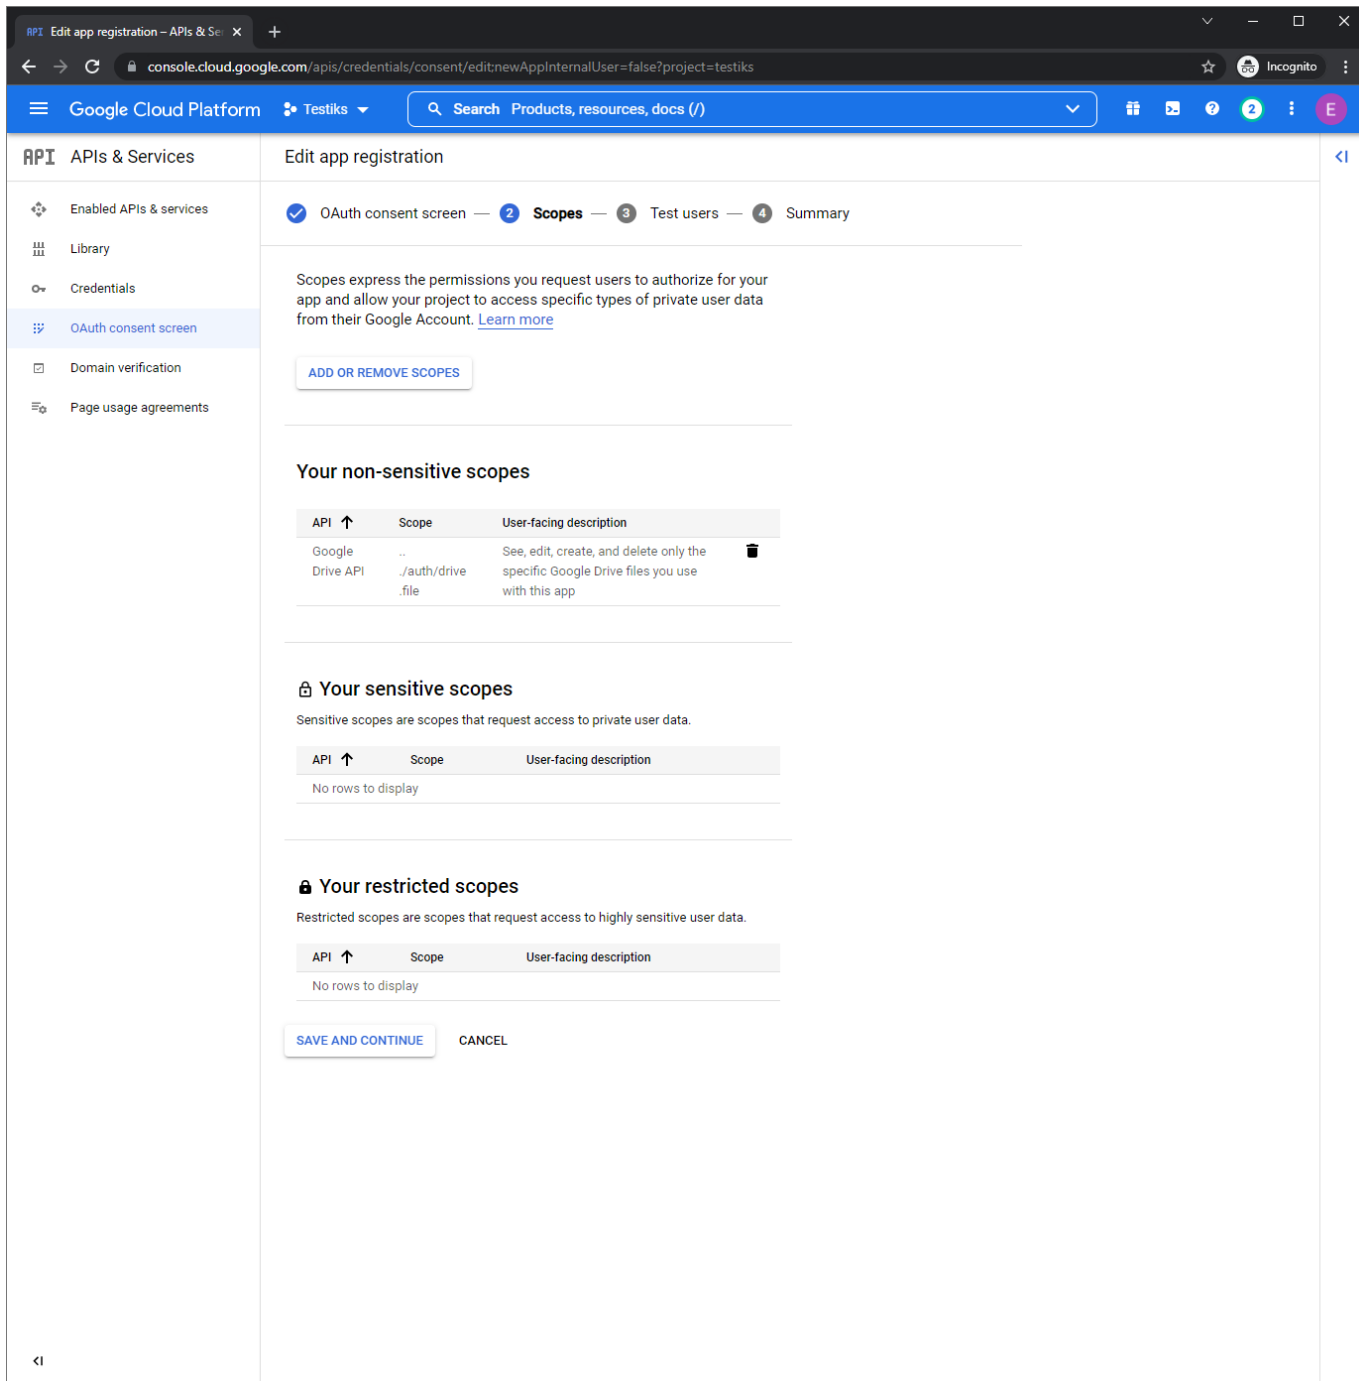 API Edit app registration – APIs & Se
console.cloud.google.com/apis/credentials/consent/edit;newAppInternalUser=false?project=testiks
Incognito
Google Cloud Platform
Testiks
Search Products, resources, docs (/)
2
E
API APIs & Services
Edit app registration
Enabled APIs & services
Library
Credentials
OAuth consent screen
Domain verification
Page usage agreements
OAuth consent screen — 2 Scopes — 3 Test users — 4 Summary
Scopes express the permissions you request users to authorize for your
app and allow your project to access specific types of private user data
from their Google Account. Learn more
ADD OR REMOVE SCOPES
Your non-sensitive scopes
API Scope User-facing description
Google .. See, edit, create, and delete only the
Drive API ./auth/drive specific Google Drive files you use
.file with this app
Your sensitive scopes
Sensitive scopes are scopes that request access to private user data.
API Scope User-facing description
No rows to display
Your restricted scopes
Restricted scopes are scopes that request access to highly sensitive user data.
API Scope User-facing description
No rows to display
SAVE AND CONTINUE CANCEL